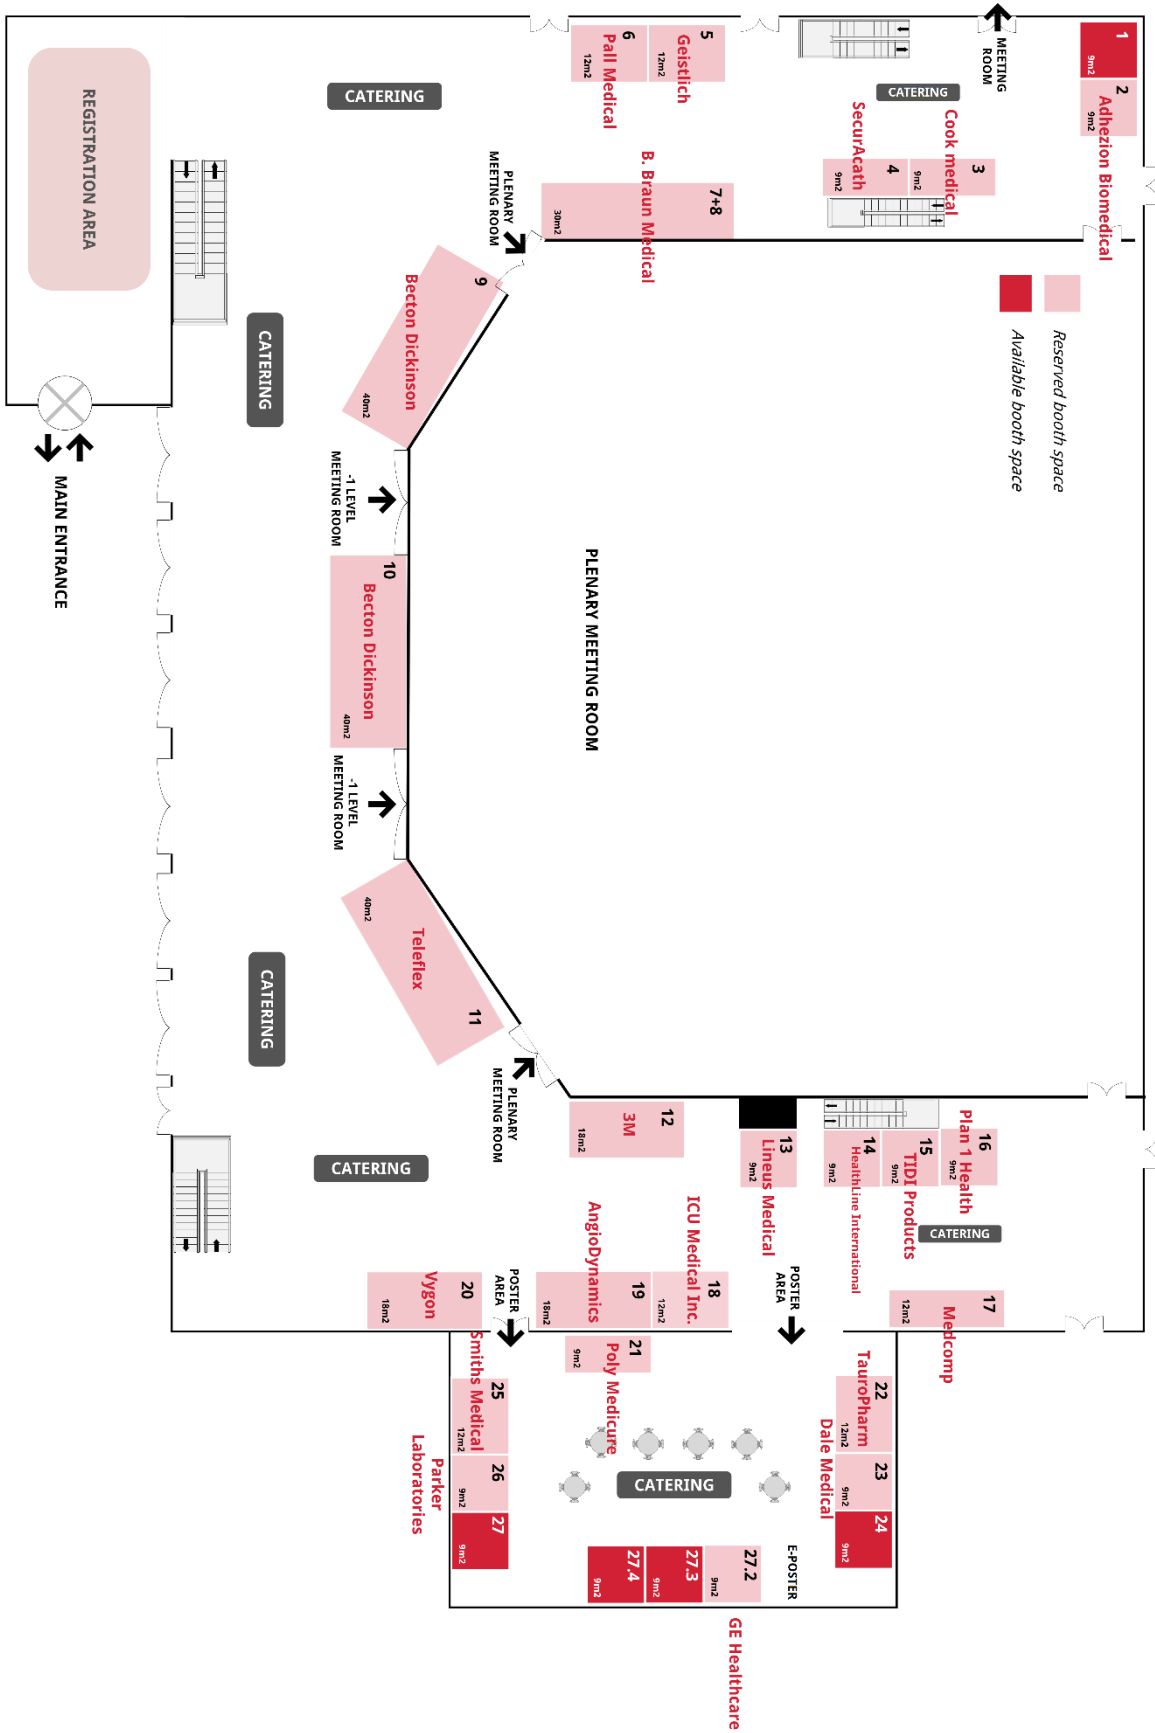 1
9m2
2
9m2
Adhezion Biomedical
MEETING
ROOM
CATERING
3
9m2
Cook medical
4
9m2
SecurAcath
5
12m2
Geistlich
6
12m2
Pall Medical
CATERING
REGISTRATION AREA
7+8
30m2
B. Braun Medical
PLENARY
MEETING ROOM
9
Becton Dickinson
40m2
CATERING
Reserved booth space
Available booth space
MAIN ENTRANCE
-1 LEVEL
MEETING ROOM
10
Becton Dickinson
40m2
PLENARY MEETING ROOM
-1 LEVEL
MEETING ROOM
11
Teleflex
40m2
CATERING
PLENARY
MEETING ROOM
CATERING
12
3M
18m2
13
9m2
Lineus Medical
14
9m2
HealthLine International
15
9m2
TIDI Products
16
9m2
Plan 1 Health
CATERING
17
12m2
Medcomp
POSTER
AREA
18
12m2
ICU Medical Inc.
19
18m2
AngioDynamics
POSTER
AREA
20
18m2
Vygon
21
9m2
Poly Medicure
22
12m2
TauroPharm
23
9m2
Dale Medical
24
9m2
25
12m2
Smiths Medical
26
9m2
Parker
Laboratories
27
9m2
CATERING
E-POSTER
27.2
9m2
GE Healthcare
27.3
9m2
27.4
9m2